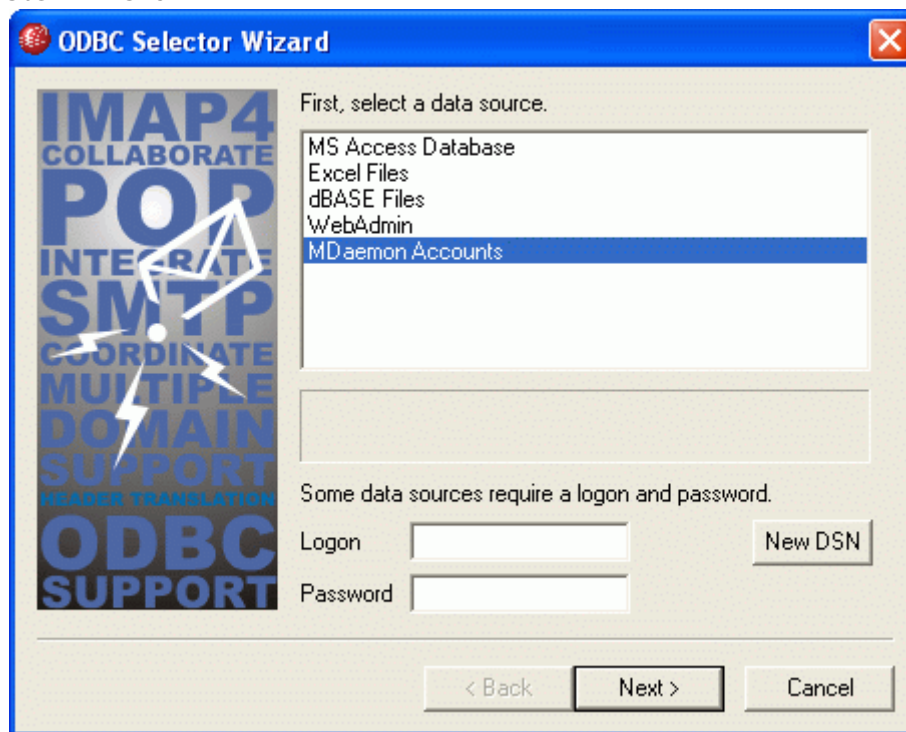 ODBC Selector Wizard
IMAP4
COLLABORATE
POP
INTEGRATE
SMTP
COORDINATE
MULTIPLE
DOMAIN
SUPPORT
HEADER TRANSLATION
ODBC
SUPPORT
First, select a data source.
MS Access Database
Excel Files
dBASE Files
WebAdmin
MDaemon Accounts
Some data sources require a logon and password.
Logon
New DSN
Password
< Back
Next >
Cancel